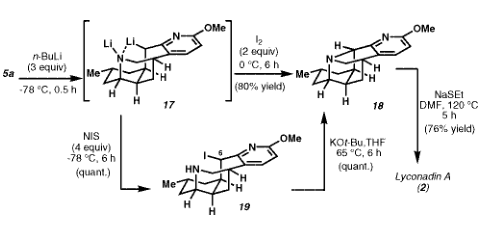 5a
n-BuLi
(3 equiv)
-78 °C, 0.5 h
Li
Li
N
N
OMe
Me
H
H
H
H
17
I2
(2 equiv)
0 °C, 6 h
(80% yield)
H
N
N
OMe
Me
H
H
H
H
18
NaSEt
DMF, 120 °C
5 h
(76% yield)
Lyconadin A
(2)
NIS
(4 equiv)
-78 °C, 6 h
(quant.)
I
6
N
OMe
HN
Me
H
H
H
H
19
KOt-Bu,THF
65 °C, 6 h
(quant.)